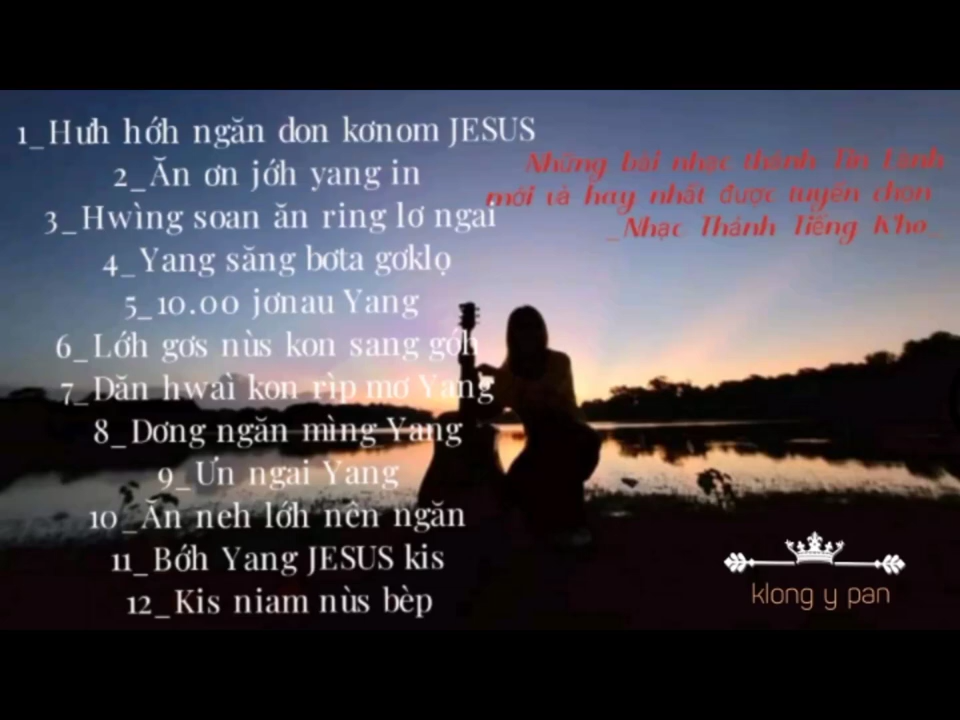 1_Hưh hớh ngăn don kơnom JESUS
2_Ăn ơn jớh yang in
3_Hwìng soan ăn ring lơ ngai
4_Yang săng bơta gơklọ
5_10.00 jơnau Yang
6_Lớh gơs nùs kon sang gớh
7_Dăn hwaì kon rìp mơ Yang
8_Dơng ngăn mìng Yang
9_Ưn ngai Yang
10_Ăn neh lớh nên ngăn
11_Bớh Yang JESUS kis
12_Kis niam nùs bèp
Những bài nhạc thánh Tin Lành
mới và hay nhất được tuyển chọn
_Nhạc Thánh Tiếng K'ho_
klong y pan